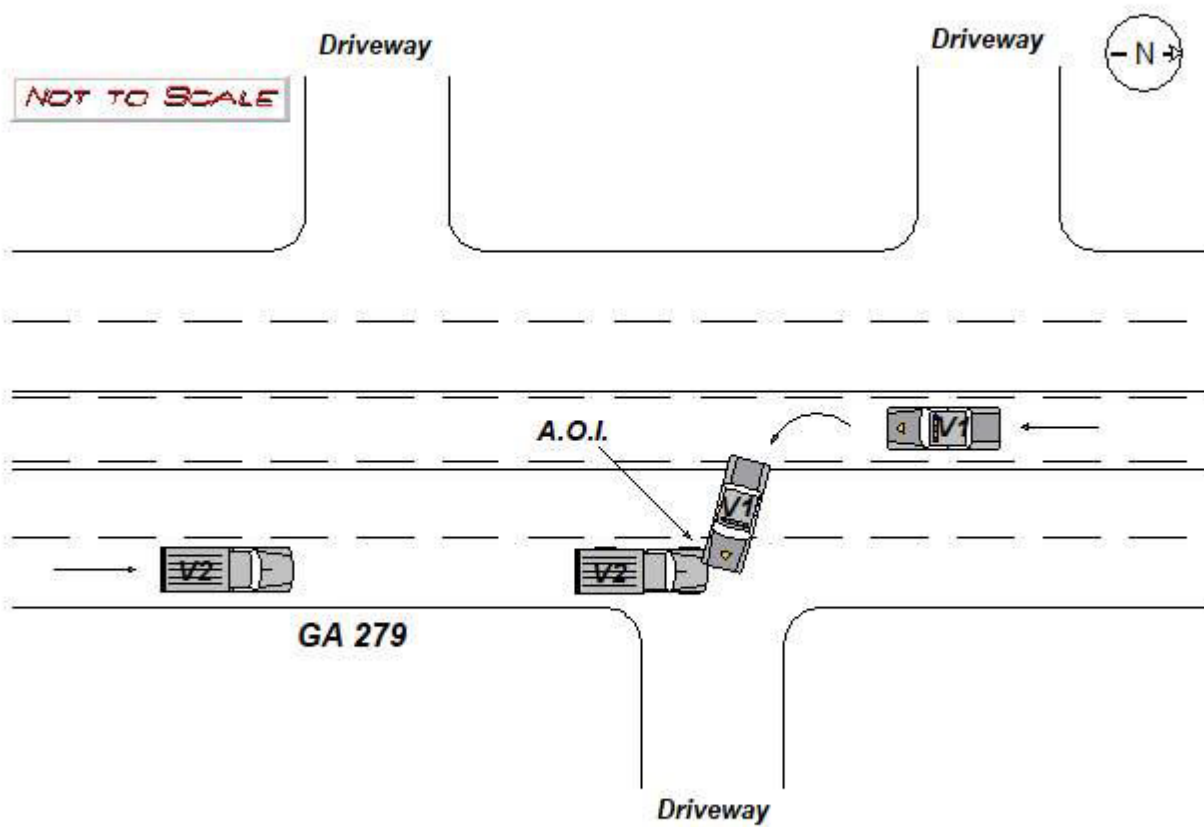 Driveway
Driveway
N
NOT TO SCALE
V1
A.O.I.
V1
V2
V2
GA 279
Driveway